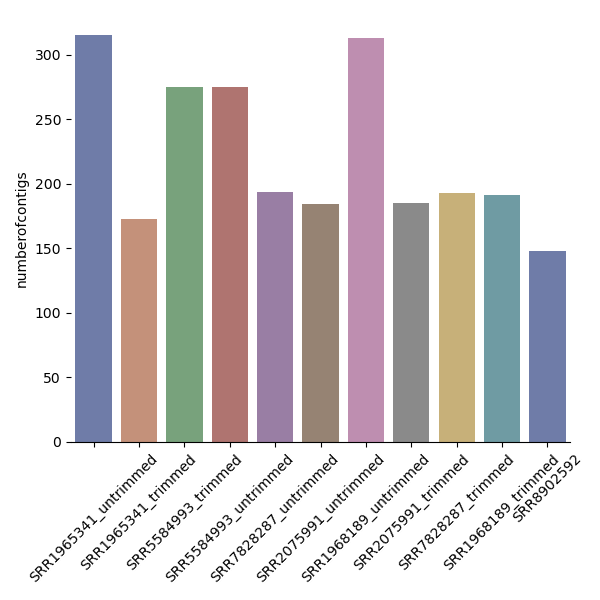 numberofcontigs
300
250
200
150
100
50
0
SRR1965341_untrimmed
SRR1965341_trimmed
SRR5584993_trimmed
SRR5584993_untrimmed
SRR7828287_untrimmed
SRR2075991_untrimmed
SRR1968189_untrimmed
SRR2075991_trimmed
SRR7828287_trimmed
SRR1968189_trimmed
SRR8902592